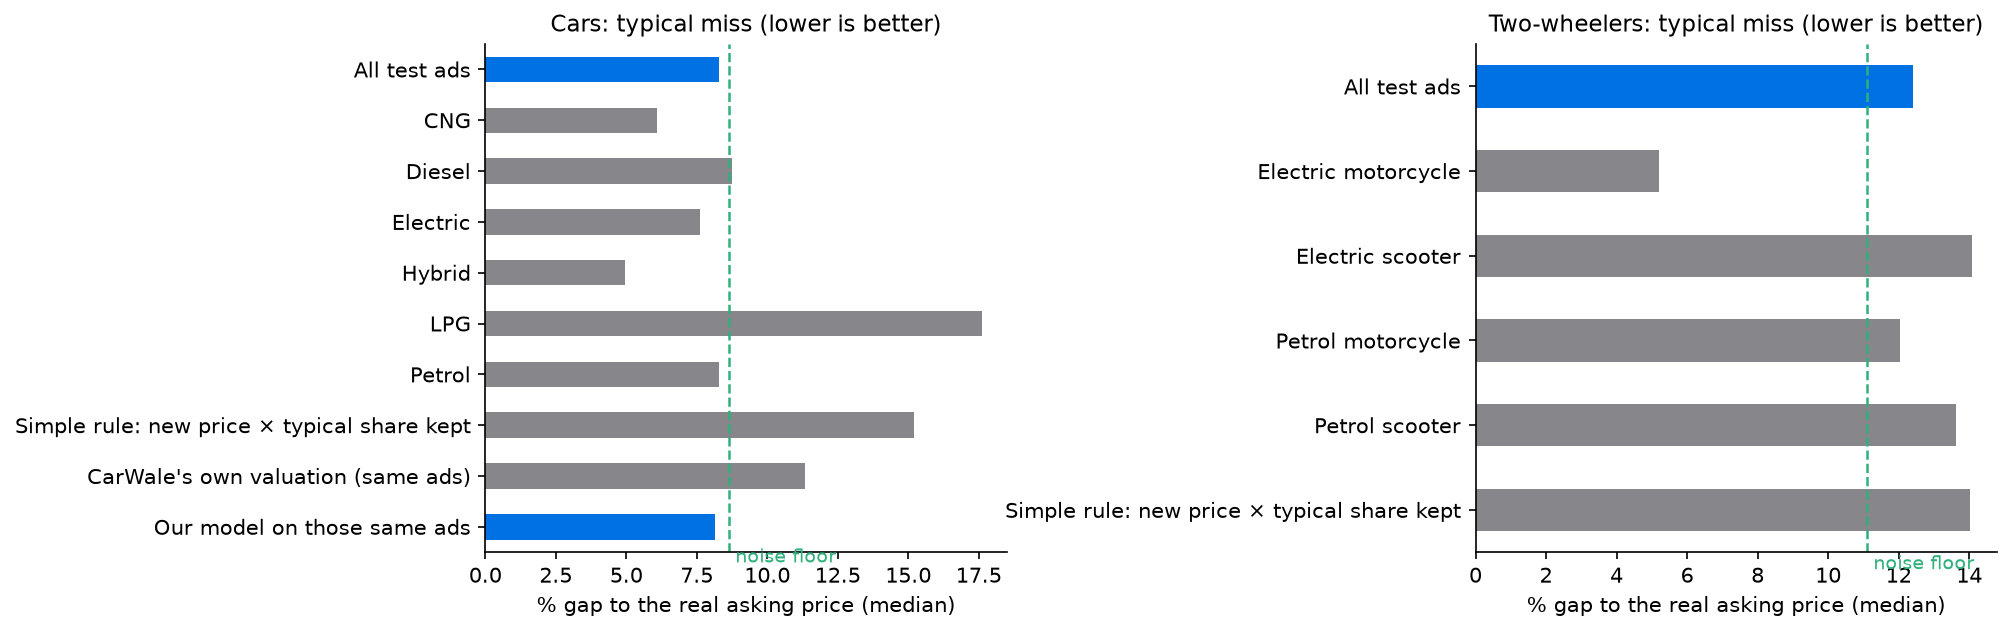 Cars: typical miss (lower is better)
All test ads
CNG
Diesel
Electric
Hybrid
LPG
Petrol
Simple rule: new price × typical share kept
CarWale's own valuation (same ads)
Our model on those same ads
noise floor
0.0 2.5 5.0 7.5 10.0 12.5 15.0 17.5
% gap to the real asking price (median)
Two-wheelers: typical miss (lower is better)
All test ads
Electric motorcycle
Electric scooter
Petrol motorcycle
Petrol scooter
Simple rule: new price × typical share kept
noise floor
0 2 4 6 8 10 12 14
% gap to the real asking price (median)